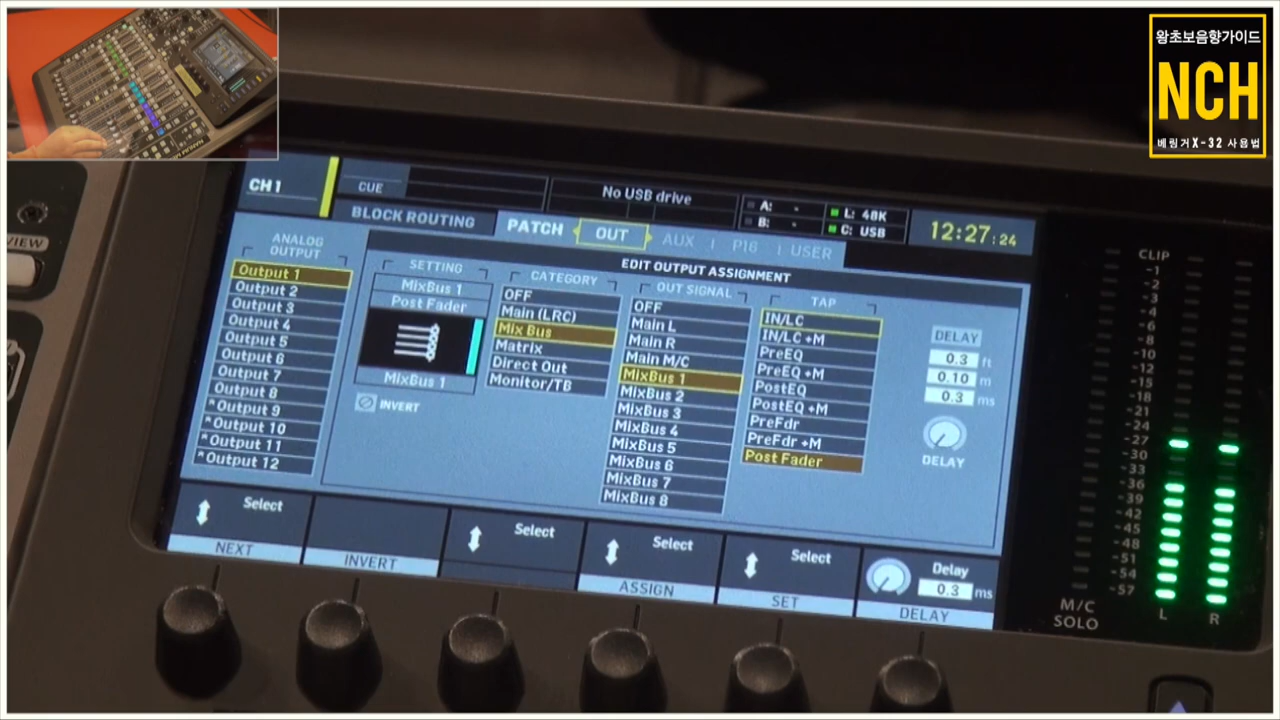 왕초보음향가이드
NCH
베링거X-32 사용법
VIEW
CH 1
CUE
No USB drive
A: -
B: -
L: 48K
C: USB
12:27:24
BLOCK ROUTING
PATCH
OUT
AUX
P16
USER
EDIT OUTPUT ASSIGNMENT
ANALOG
OUTPUT
Output 1
Output 2
Output 3
Output 4
Output 5
Output 6
Output 7
Output 8
*Output 9
*Output 10
*Output 11
*Output 12
SETTING
MixBus 1
Post Fader
MixBus 1
INVERT
CATEGORY
OFF
Main (LRC)
Mix Bus
Matrix
Direct Out
Monitor/TB
OUT SIGNAL
OFF
Main L
Main R
Main M/C
MixBus 1
MixBus 2
MixBus 3
MixBus 4
MixBus 5
MixBus 6
MixBus 7
MixBus 8
TAP
IN/LC
IN/LC +M
PreEQ
PreEQ +M
PostEQ
PostEQ +M
PreFdr
PreFdr +M
Post Fader
DELAY
0.3 ft
0.10 m
0.3 ms
DELAY
Select
NEXT
INVERT
Select
Select
ASSIGN
Select
SET
Delay
0.3 ms
DELAY
CLIP
-1
-2
-3
-4
-6
-8
-10
-12
-15
-18
-21
-24
-27
-30
-33
-36
-39
-42
-45
-48
-51
-54
-57
M/C
SOLO
L
R